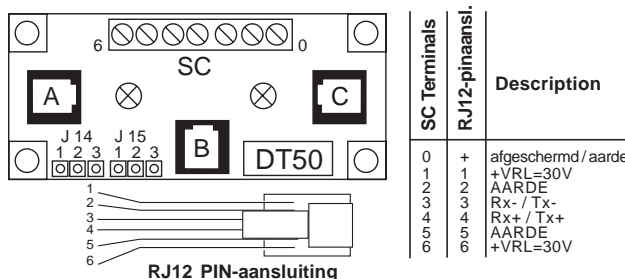 6 0
SC
A C
J 14 J 15
1 2 3 1 2 3
B
DT50
1
2
3
4
5
6
RJ12 PIN-aansluiting
SC Terminals RJ12-pinaansl. Description
0 + afgeschermd / aarde
1 1 +VRL=30V
2 2 AARDE
3 3 Rx- / Tx-
4 4 Rx+ / Tx+
5 5 AARDE
6 6 +VRL=30V